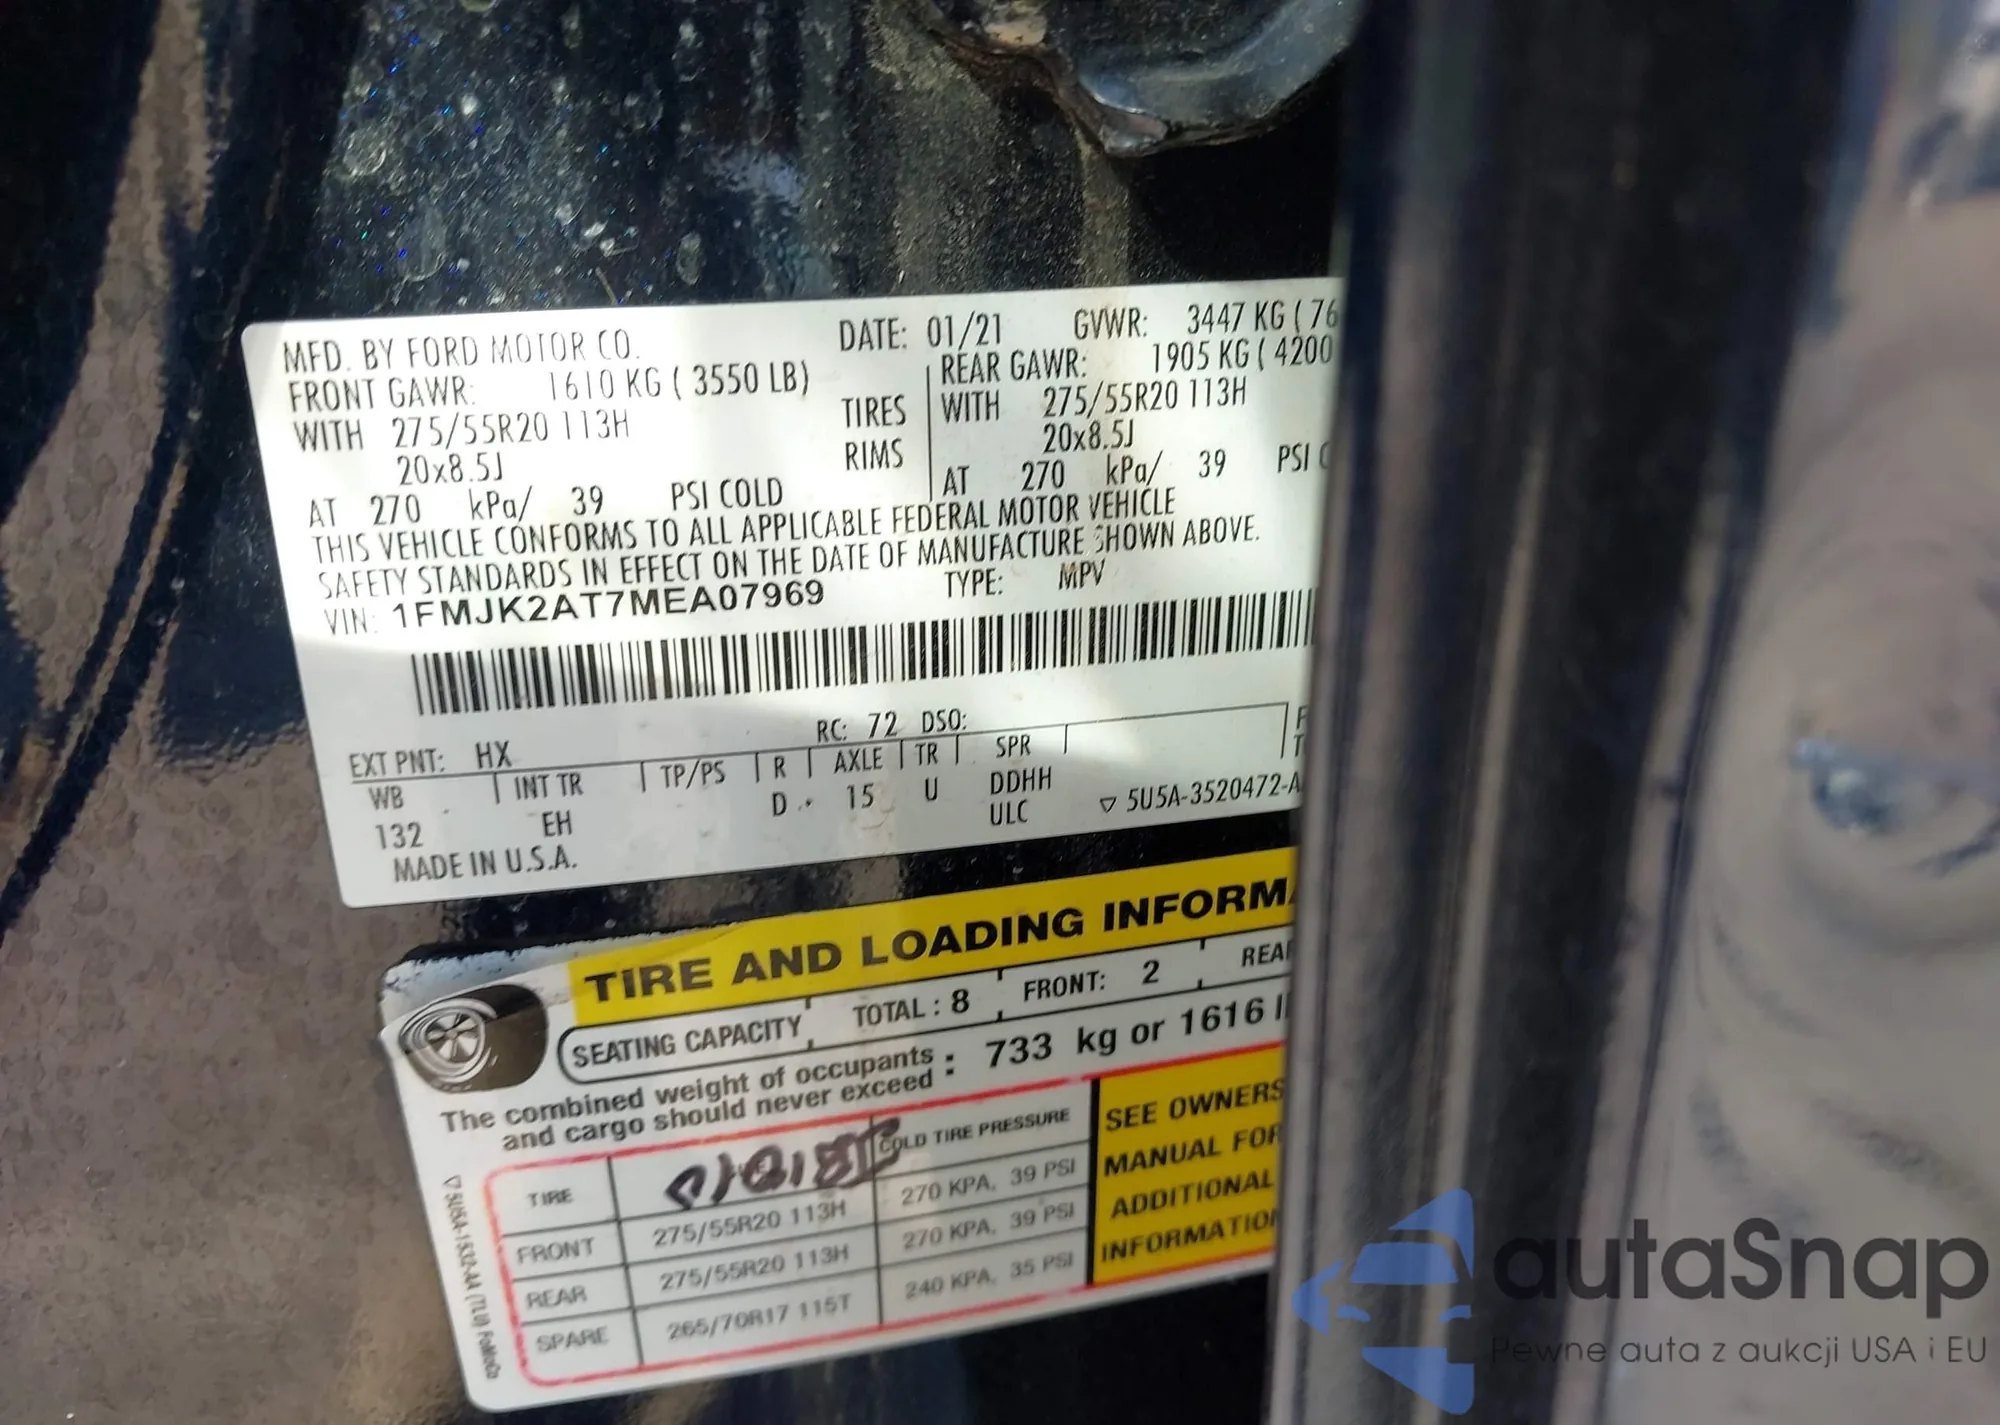 MFD. BY FORD MOTOR CO.
DATE: 01/21 GVWR: 3447 KG ( 76
FRONT GAWR: 1610 KG ( 3550 LB)
REAR GAWR: 1905 KG ( 4200
WITH 275/55R20 113H TIRES
WITH 275/55R20 113H
20x8.5J RIMS
20x8.5J
AT 270 kPa/ 39 PSI COLD
AT 270 kPa/ 39 PSI C
THIS VEHICLE CONFORMS TO ALL APPLICABLE FEDERAL MOTOR VEHICLE
SAFETY STANDARDS IN EFFECT ON THE DATE OF MANUFACTURE SHOWN ABOVE.
VIN: 1FMJK2AT7MEA07969 TYPE: MPV
EXT PNT: HX RC: 72 DSO:
WB INT TR TP/PS R AXLE TR SPR
132 EH D 15 U DDHH
ULC ▽ 5U5A-3520472-A
MADE IN U.S.A.
TIRE AND LOADING INFORMA
SEATING CAPACITY TOTAL : 8 FRONT: 2 REAR
The combined weight of occupants
and cargo should never exceed : 733 kg or 1616 l
TIRE COLD TIRE PRESSURE
FRONT 275/55R20 113H 270 KPA, 39 PSI
REAR 275/55R20 113H 270 KPA, 39 PSI
SPARE 265/70R17 115T 240 KPA, 35 PSI
SEE OWNERS
MANUAL FOR
ADDITIONAL
INFORMATION
▽ 5U5A-1532-AA (TLU) FoMoCo
autaSnap
Pewne auta z aukcji USA i EU